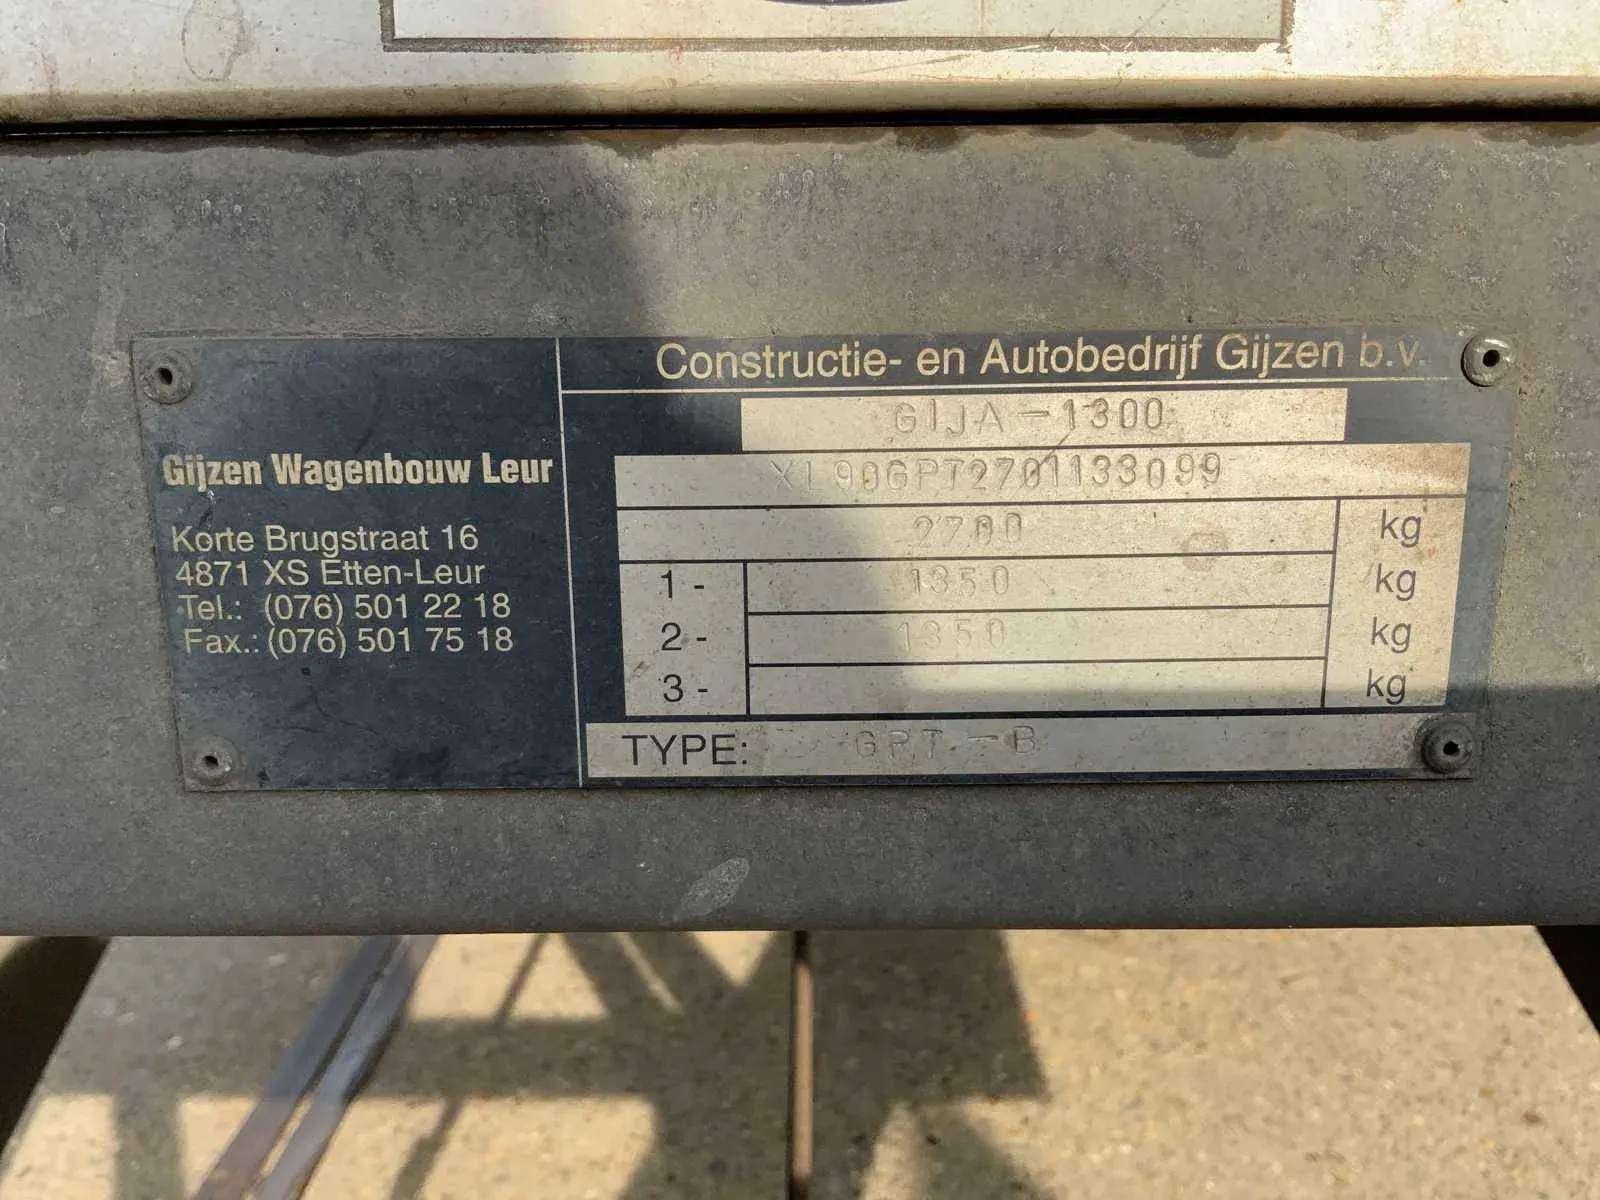 Constructie- en Autobedrijf Gijzen b.v.
GIJA-1300
Gijzen Wagenbouw Leur
XL90GPT2701133099
Korte Brugstraat 16
4871 XS Etten-Leur
Tel.: (076) 501 22 18
Fax.: (076) 501 75 18
2700 kg
1- 1350 kg
2- 1350 kg
3- kg
TYPE: GPT-B